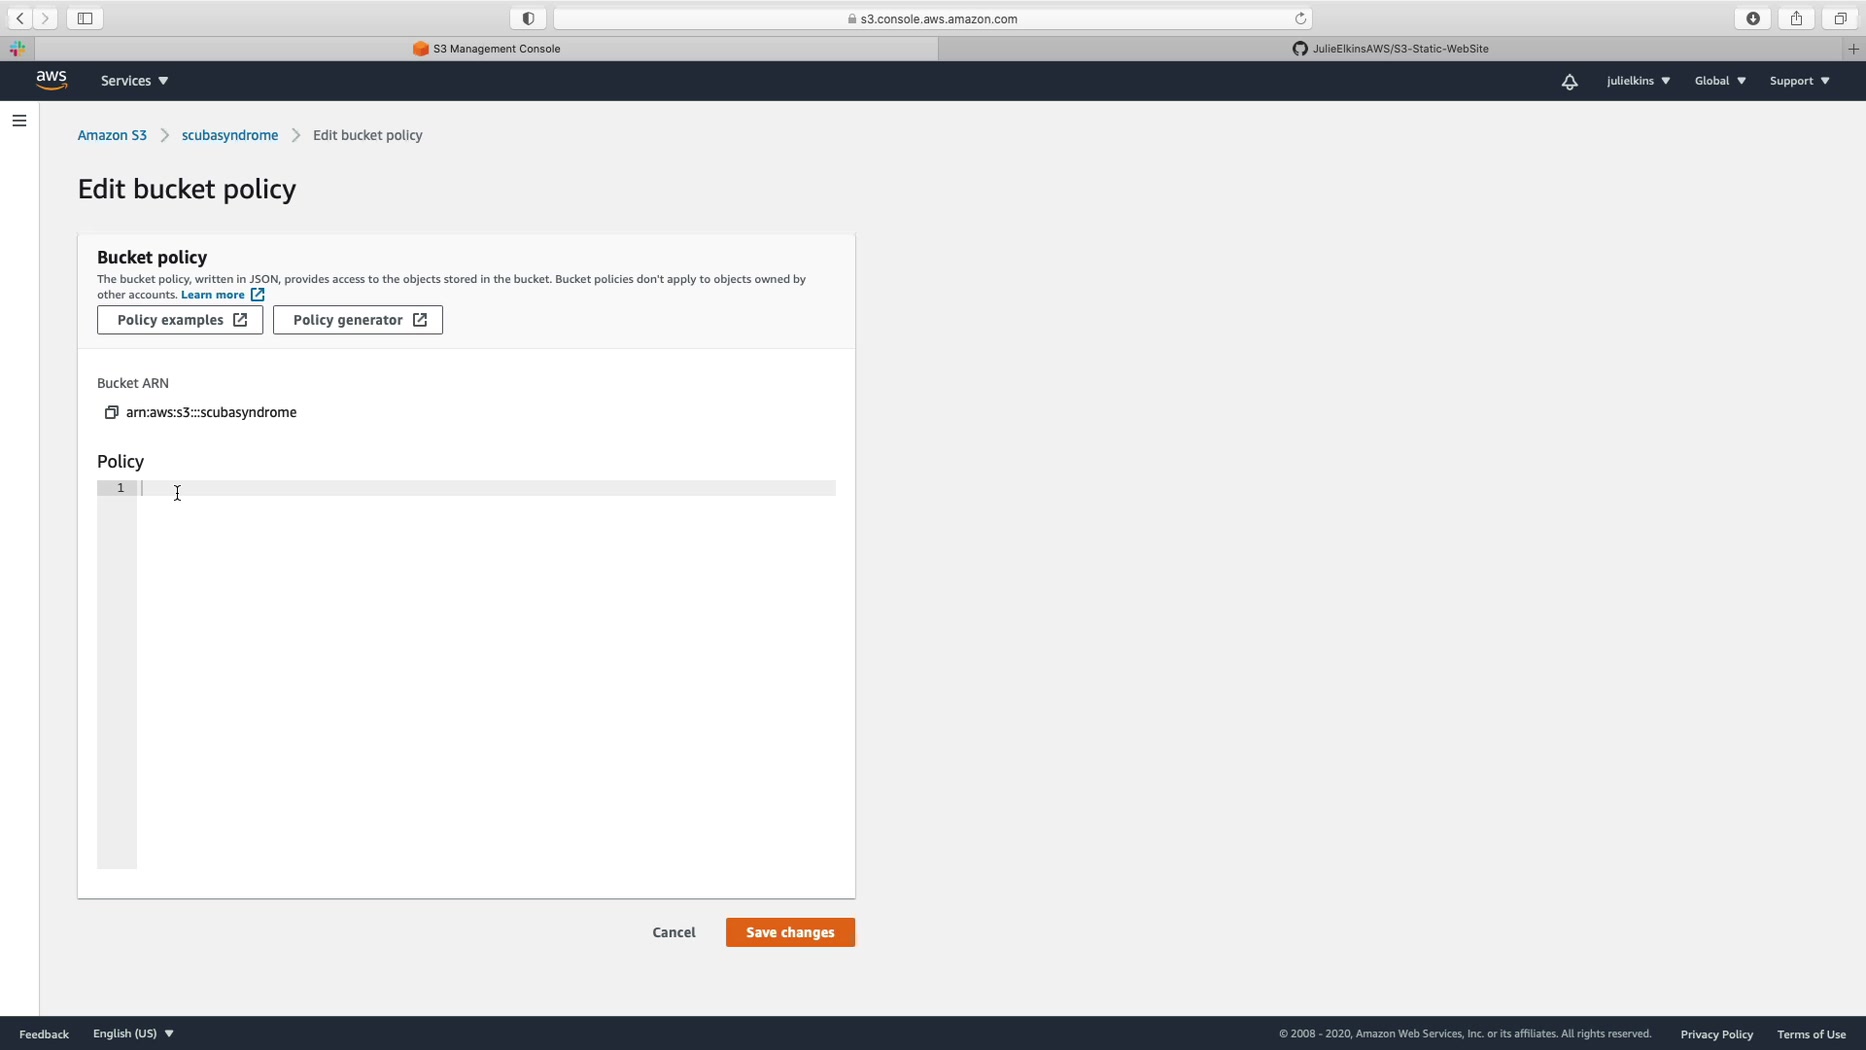 s3.console.aws.amazon.com
S3 Management Console
JulieElkinsAWS/S3-Static-WebSite
aws
Services
julielkins
Global
Support
Amazon S3
scubasyndrome
Edit bucket policy
Edit bucket policy
Bucket policy
The bucket policy, written in JSON, provides access to the objects stored in the bucket. Bucket policies don't apply to objects owned by
other accounts. Learn more
Policy examples
Policy generator
Bucket ARN
arn:aws:s3:::scubasyndrome
Policy
1
Cancel
Save changes
Feedback
English (US)
© 2008 - 2020, Amazon Web Services, Inc. or its affiliates. All rights reserved.
Privacy Policy
Terms of Use